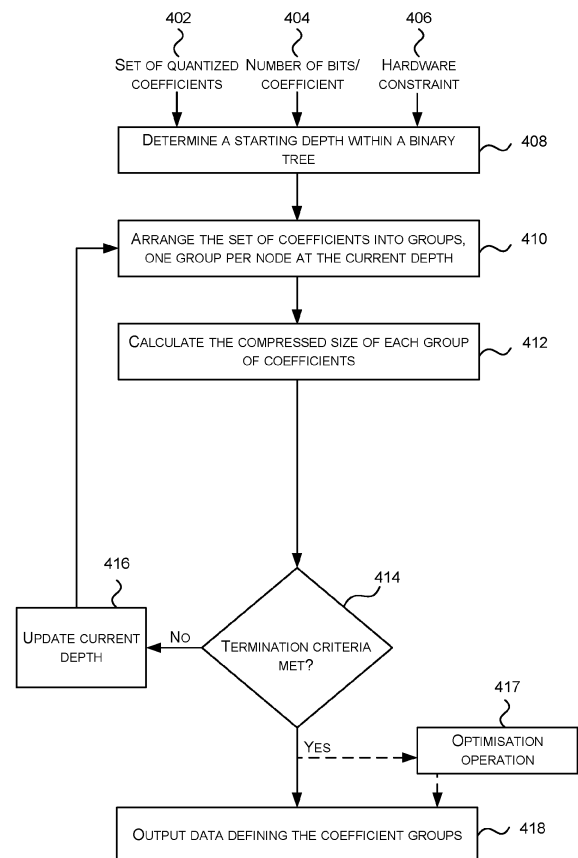 402
404
406
SET OF QUANTIZED
COEFFICIENTS
NUMBER OF BITS/
COEFFICIENT
HARDWARE
CONSTRAINT
DETERMINE A STARTING DEPTH WITHIN A BINARY
TREE
408
ARRANGE THE SET OF COEFFICIENTS INTO GROUPS,
ONE GROUP PER NODE AT THE CURRENT DEPTH
410
CALCULATE THE COMPRESSED SIZE OF EACH GROUP
OF COEFFICIENTS
412
416
414
UPDATE CURRENT
DEPTH
NO
TERMINATION CRITERIA
MET?
417
YES
OPTIMISATION
OPERATION
OUTPUT DATA DEFINING THE COEFFICIENT GROUPS
418